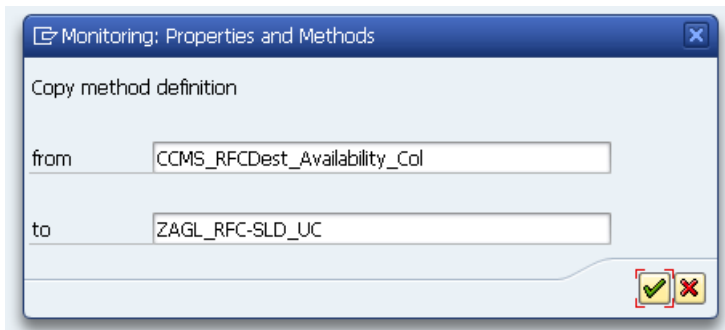 Monitoring: Properties and Methods
Copy method definition
from CCMS_RFCDest_Availability_Col
to ZAGL_RFC-SLD_UC